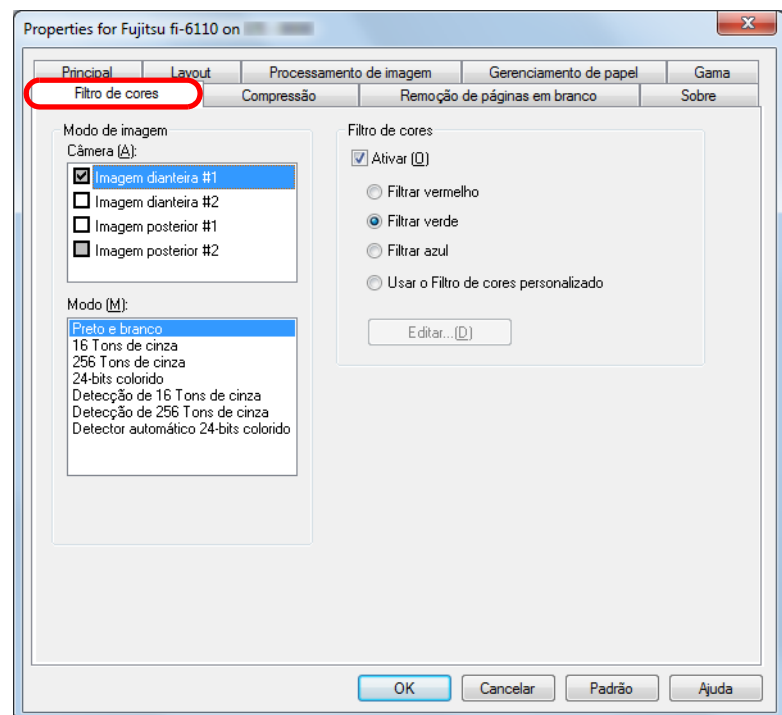 Properties for Fujitsu fi-6110 on
Principal Layout Processamento de imagem Gerenciamento de papel Gama
Filtro de cores Compressão Remoção de páginas em branco Sobre
Modo de imagem
Câmera (A):
Imagem dianteira #1
Imagem dianteira #2
Imagem posterior #1
Imagem posterior #2
Modo (M):
Preto e branco
16 Tons de cinza
256 Tons de cinza
24-bits colorido
Detecção de 16 Tons de cinza
Detecção de 256 Tons de cinza
Detector automático 24-bits colorido
Filtro de cores
Ativar (O)
Filtrar vermelho
Filtrar verde
Filtrar azul
Usar o Filtro de cores personalizado
Editar...(D)
OK Cancelar Padrão Ajuda